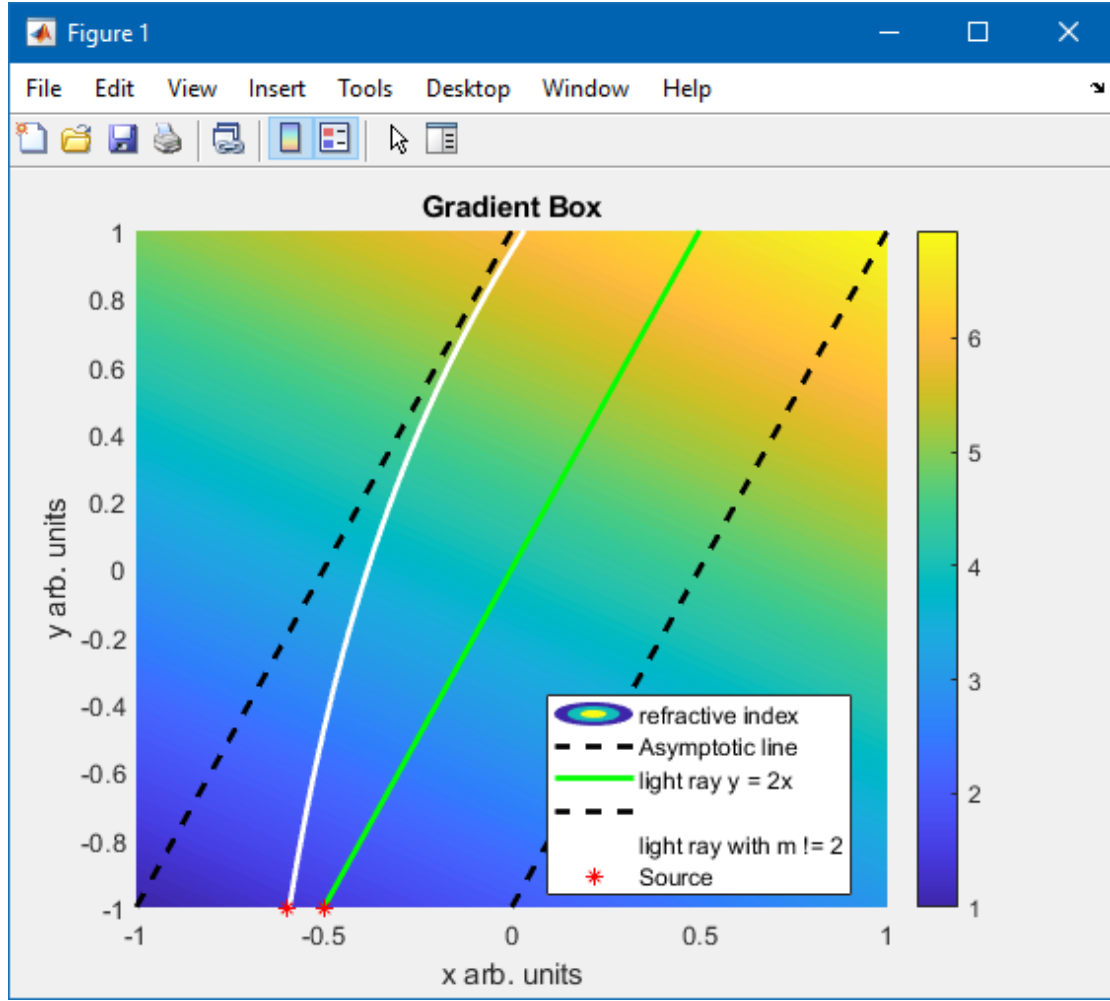 Figure 1
File Edit View Insert Tools Desktop Window Help
Gradient Box
1
0.8
0.6
0.4
0.2
0
-0.2
-0.4
-0.6
-0.8
-1
y arb. units
-1 -0.5 0 0.5 1
x arb. units
refractive index
Asymptotic line
light ray y = 2x
light ray with m != 2
Source
6
5
4
3
2
1